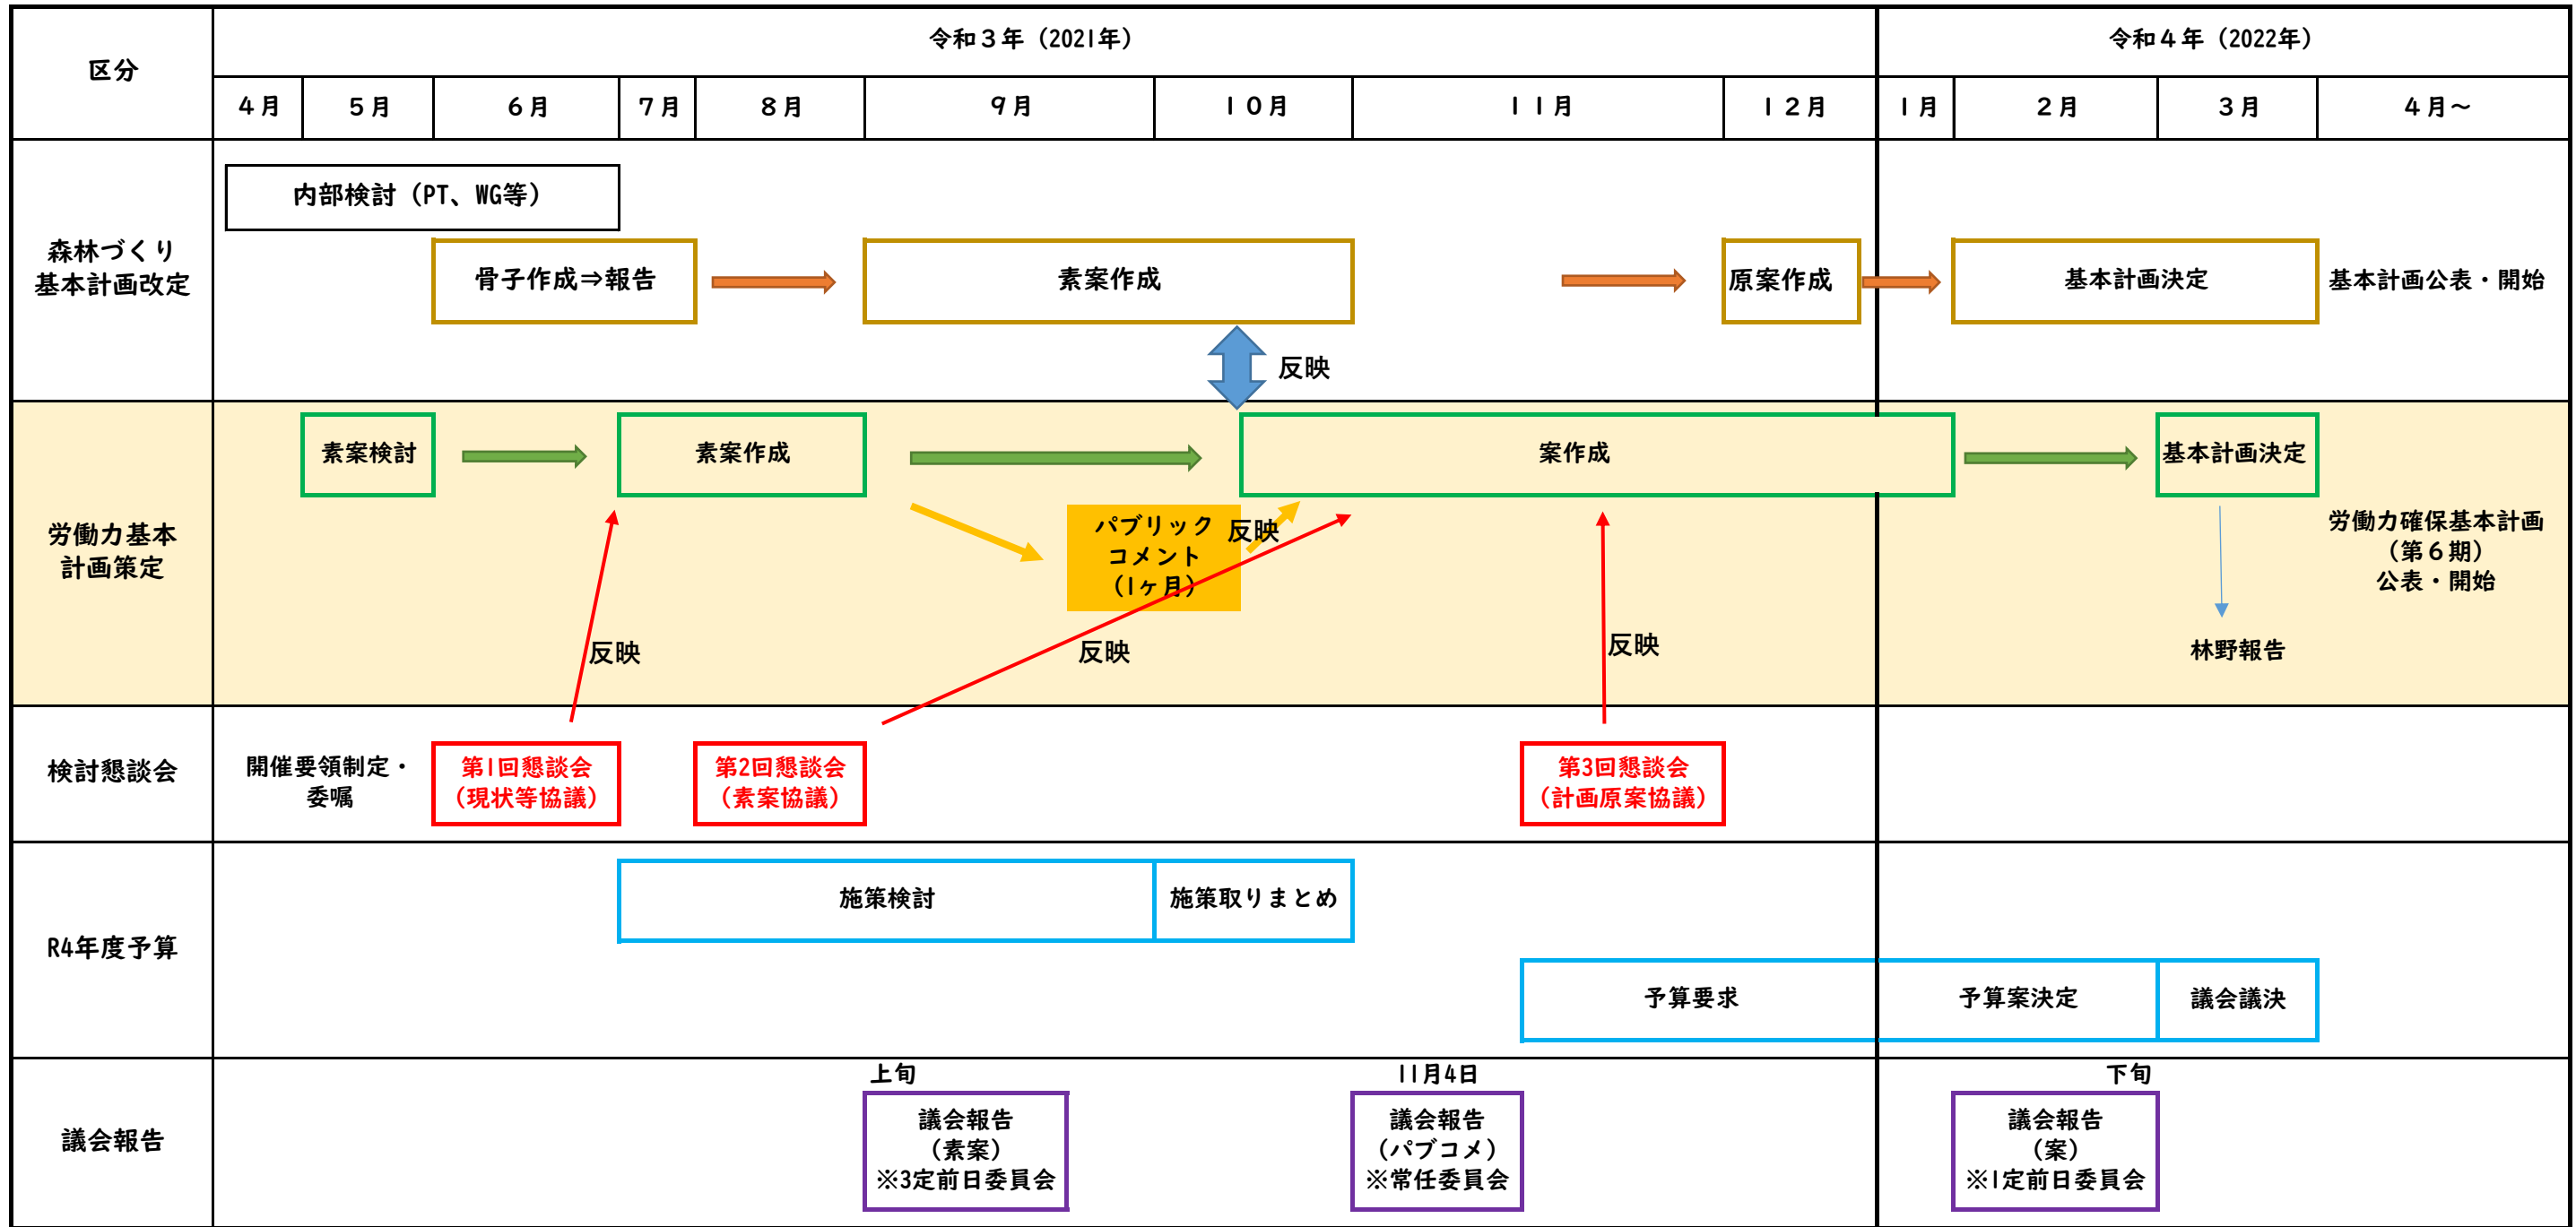 区分
令和３年（2021年）
令和４年（2022年）
４月
５月
６月
７月
８月
９月
１０月
１１月
１２月
１月
２月
３月
４月～
森林づくり
基本計画改定
内部検討（PT、WG等）
骨子作成⇒報告
素案作成
原案作成
基本計画決定
基本計画公表・開始
反映
労働力基本
計画策定
素案検討
素案作成
案作成
基本計画決定
パブリック
コメント
（1ヶ月）
反映
労働力確保基本計画
（第６期）
公表・開始
反映
反映
反映
林野報告
検討懇談会
開催要領制定・
委嘱
第1回懇談会
（現状等協議）
第2回懇談会
（素案協議）
第3回懇談会
（計画原案協議）
R4年度予算
施策検討
施策取りまとめ
予算要求
予算案決定
議会議決
議会報告
上旬
議会報告
（素案）
※3定前日委員会
11月4日
議会報告
（パブコメ）
※常任委員会
下旬
議会報告
（案）
※1定前日委員会